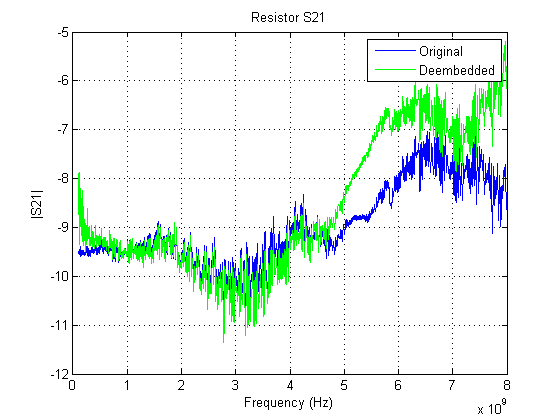 Resistor S21
Original
Deembedded
|S21|
-5
-6
-7
-8
-9
-10
-11
-12
0 1 2 3 4 5 6 7 8
Frequency (Hz)
x 10^9